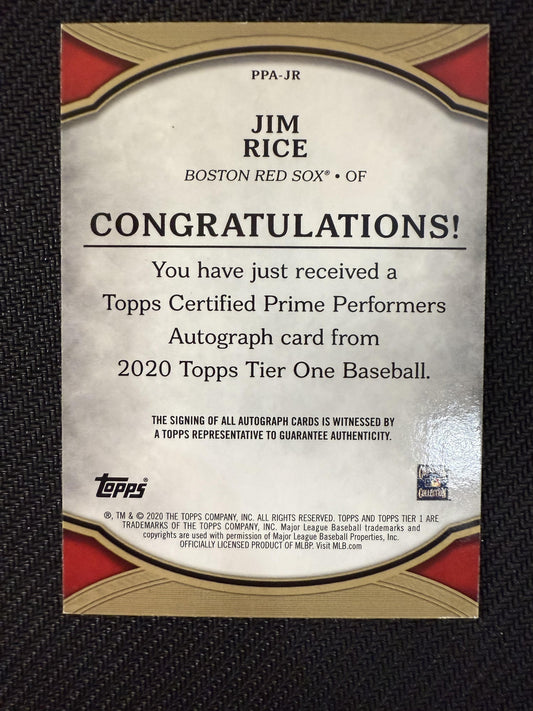 PPA-JR
JIM
RICE
BOSTON RED SOX® • OF
CONGRATULATIONS!
You have just received a
Topps Certified Prime Performers
Autograph card from
2020 Topps Tier One Baseball.
THE SIGNING OF ALL AUTOGRAPH CARDS IS WITNESSED BY
A TOPPS REPRESENTATIVE TO GUARANTEE AUTHENTICITY.
topps®
COLLECTION
®, TM & © 2020 THE TOPPS COMPANY, INC. ALL RIGHTS RESERVED. TOPPS AND TOPPS TIER 1 ARE
TRADEMARKS OF THE TOPPS COMPANY, INC. Major League Baseball trademarks and
copyrights are used with permission of Major League Baseball Properties, Inc.
OFFICIALLY LICENSED PRODUCT OF MLBP. Visit MLB.com